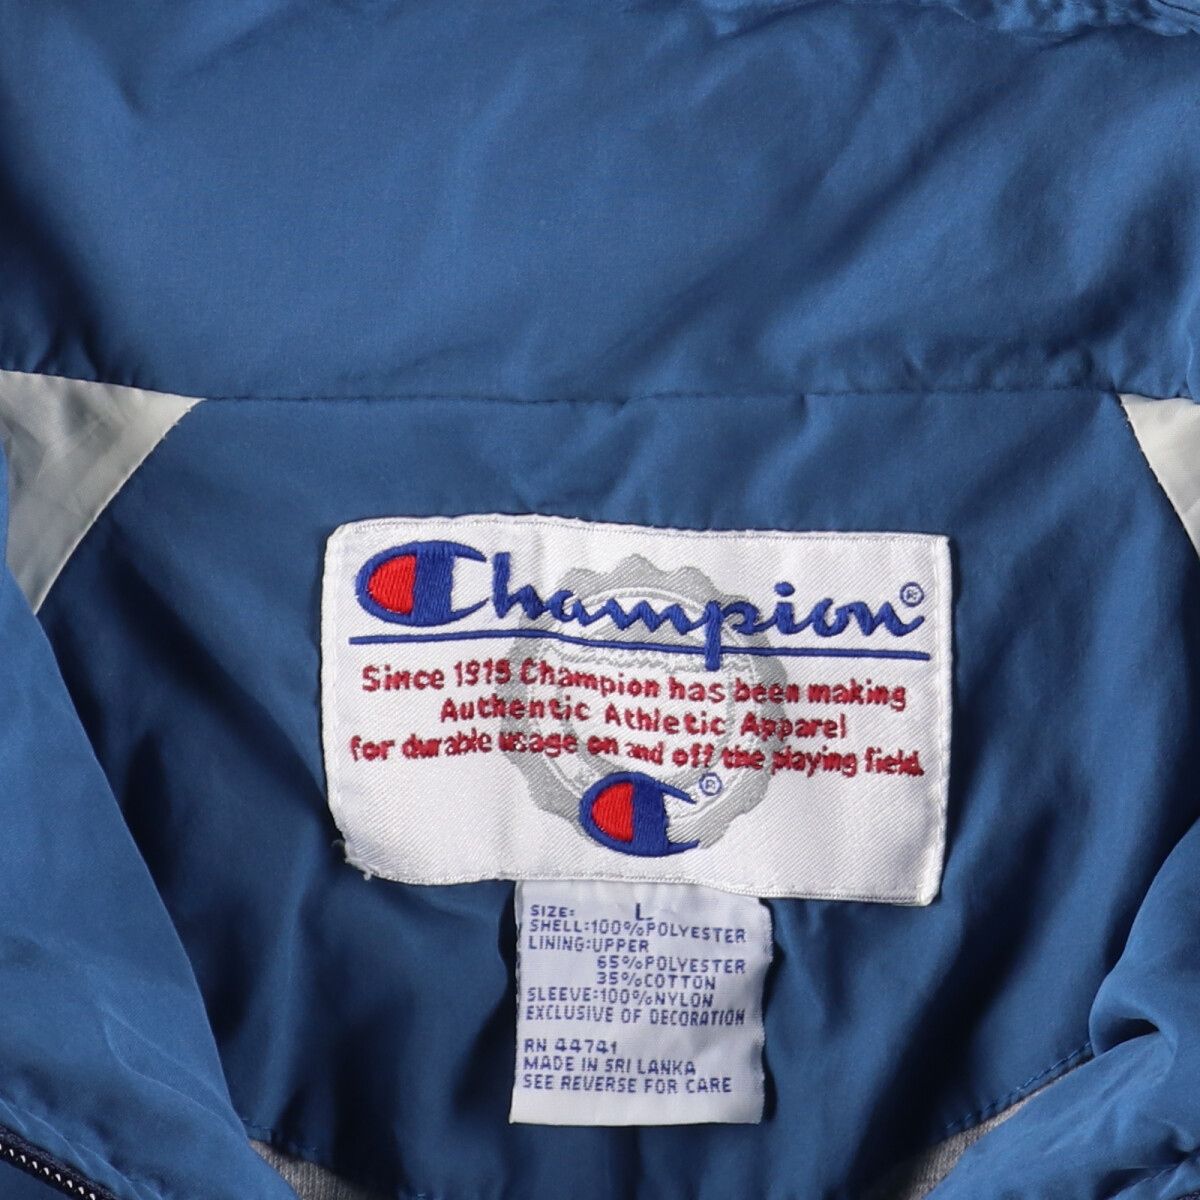 Champion®
Since 1919 Champion has been making
Authentic Athletic Apparel
for durable usage on and off the playing field.
C®
SIZE: L
SHELL:100%POLYESTER
LINING:UPPER
65%POLYESTER
35%COTTON
SLEEVE:100%NYLON
EXCLUSIVE OF DECORATION
RN 44741
MADE IN SRI LANKA
SEE REVERSE FOR CARE